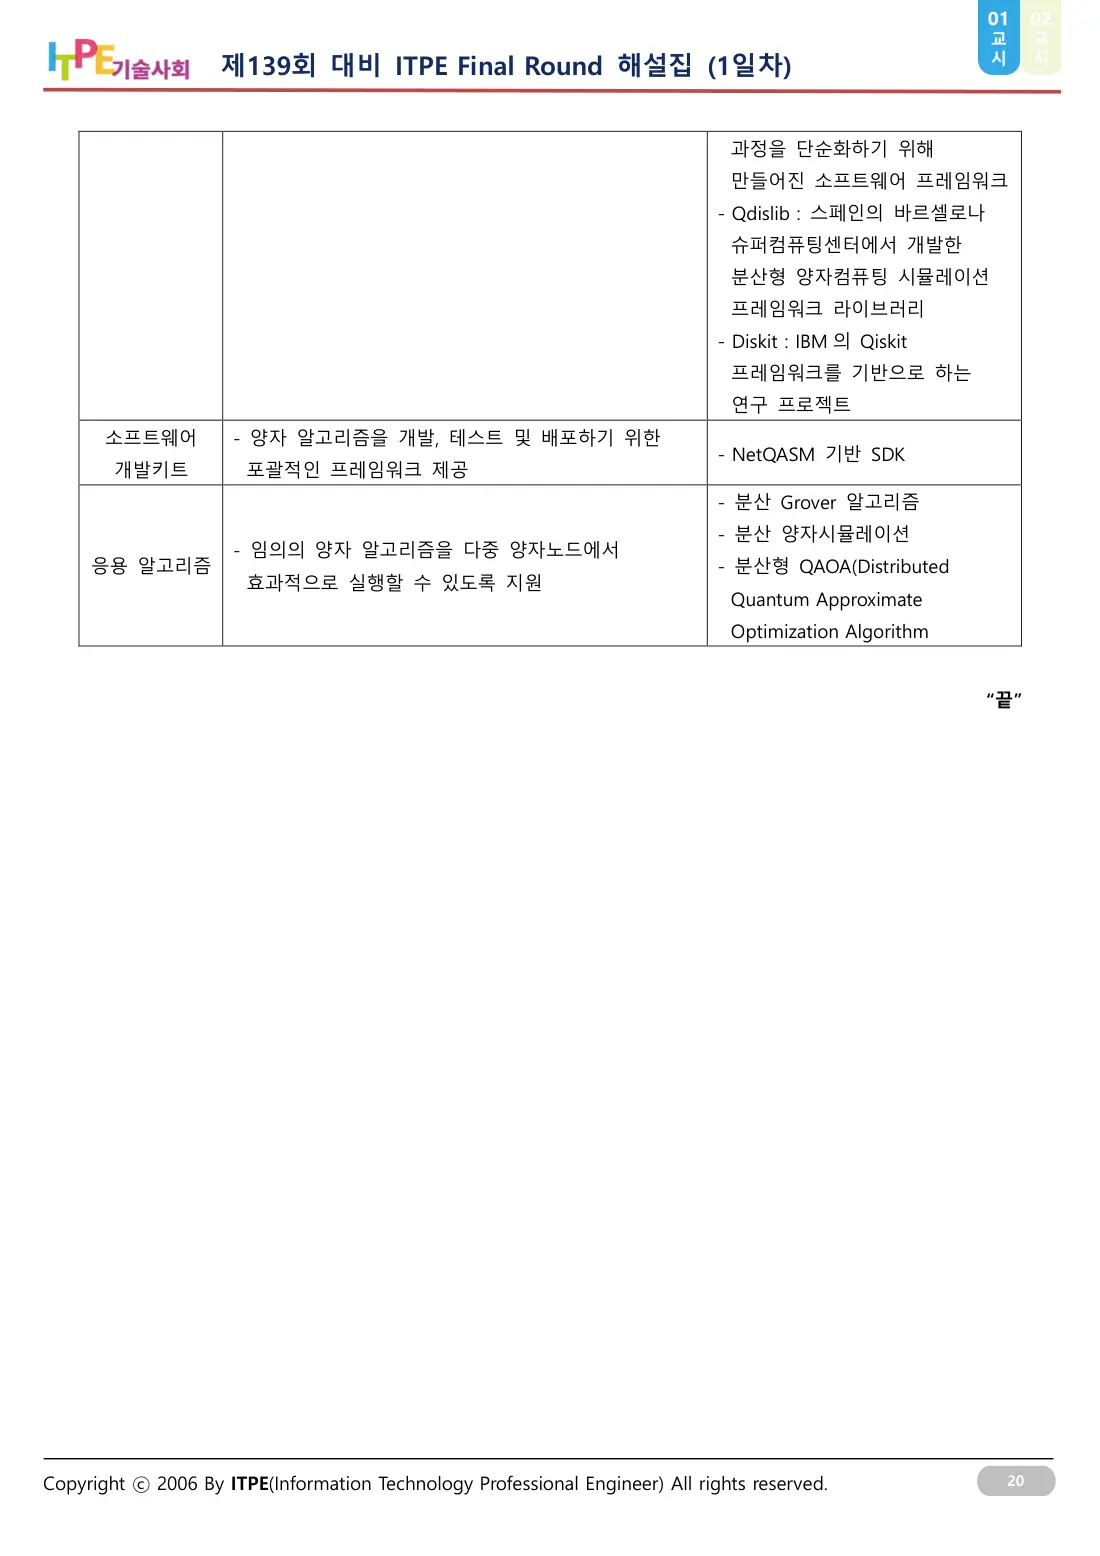 ITPE기술사회 제139회 대비 ITPE Final Round 해설집 (1일차)
01
교
시
02
교
시
과정을 단순화하기 위해
만들어진 소프트웨어 프레임워크
- Qdislib : 스페인의 바르셀로나
슈퍼컴퓨팅센터에서 개발한
분산형 양자컴퓨팅 시뮬레이션
프레임워크 라이브러리
- Diskit : IBM의 Qiskit
프레임워크를 기반으로 하는
연구 프로젝트
소프트웨어
개발키트
- 양자 알고리즘을 개발, 테스트 및 배포하기 위한
포괄적인 프레임워크 제공
- NetQASM 기반 SDK
응용 알고리즘
- 임의의 양자 알고리즘을 다중 양자노드에서
효과적으로 실행할 수 있도록 지원
- 분산 Grover 알고리즘
- 분산 양자시뮬레이션
- 분산형 QAOA(Distributed
Quantum Approximate
Optimization Algorithm
“끝”
Copyright ⓒ 2006 By ITPE(Information Technology Professional Engineer) All rights reserved.
20